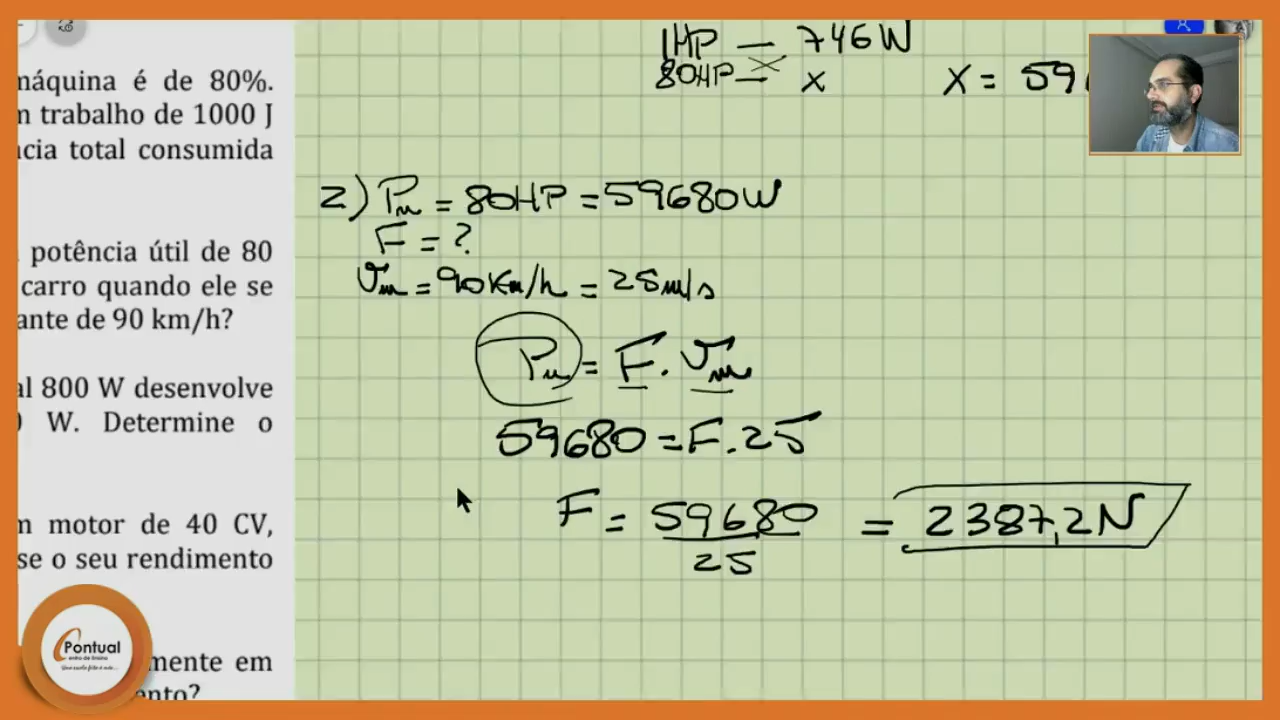 máquina é de 80%.
trabalho de 1000 J
cia total consumida
potência útil de 80
carro quando ele se
ante de 90 km/h?
al 800 W desenvolve
W. Determine o
motor de 40 CV,
se o seu rendimento
mente em
ento?
1HP — 746W
80HP — x
x = 59
2) Pu = 80HP = 59680W
F = ?
Vm = 90Km/h = 25m/s
Pu = F . Vm
59680 = F . 25
F = 59680 = 2387,2N
25
Pontual